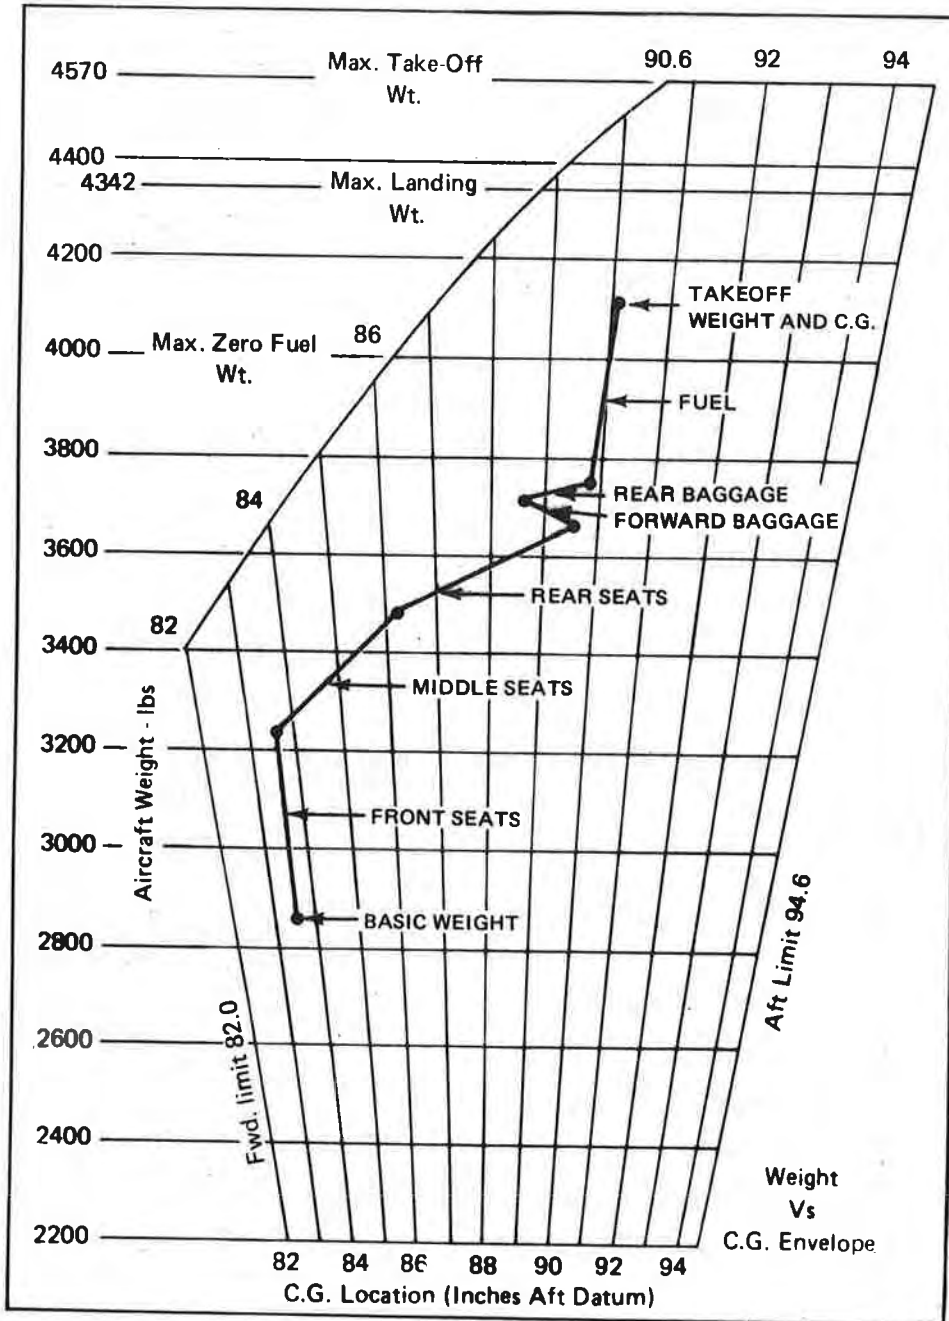 4570
Max. Take-Off
Wt.
90.6
92
94
4400
4342
Max. Landing
Wt.
4200
TAKEOFF
WEIGHT AND C.G.
86
4000
Max. Zero Fuel
Wt.
FUEL
3800
REAR BAGGAGE
84
FORWARD BAGGAGE
3600
REAR SEATS
82
3400
MIDDLE SEATS
3200
Aircraft Weight - lbs
FRONT SEATS
3000
BASIC WEIGHT
2800
Aft Limit 94.6
2600
Fwd. limit 82.0
2400
Weight
Vs
C.G. Envelope
2200
82 84 86 88 90 92 94
C.G. Location (Inches Aft Datum)